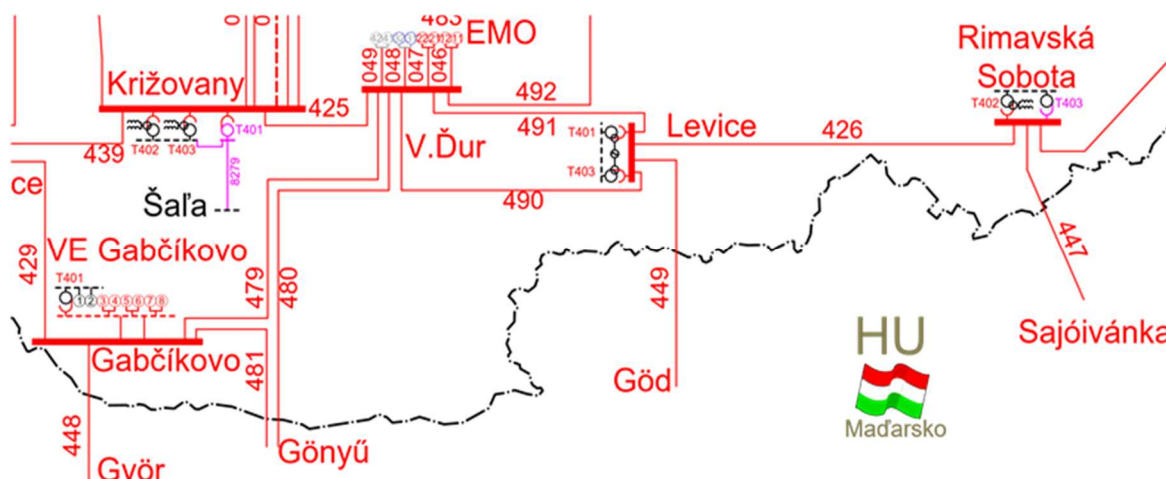 483
EMO
Rimavská
Sobota
Križovany
425
049
048
047
046
492
491
T402
T403
T401
439
8279
T401
T403
Levice
426
T402
T403
V.Ďur
490
ce
Šaľa
429
VE Gabčíkovo
T401
1 2 3 4 5 6 7 8
479
480
449
447
Gabčíkovo
481
448
Győr
Gönyű
Göd
HU
Maďarsko
Sajóivánka